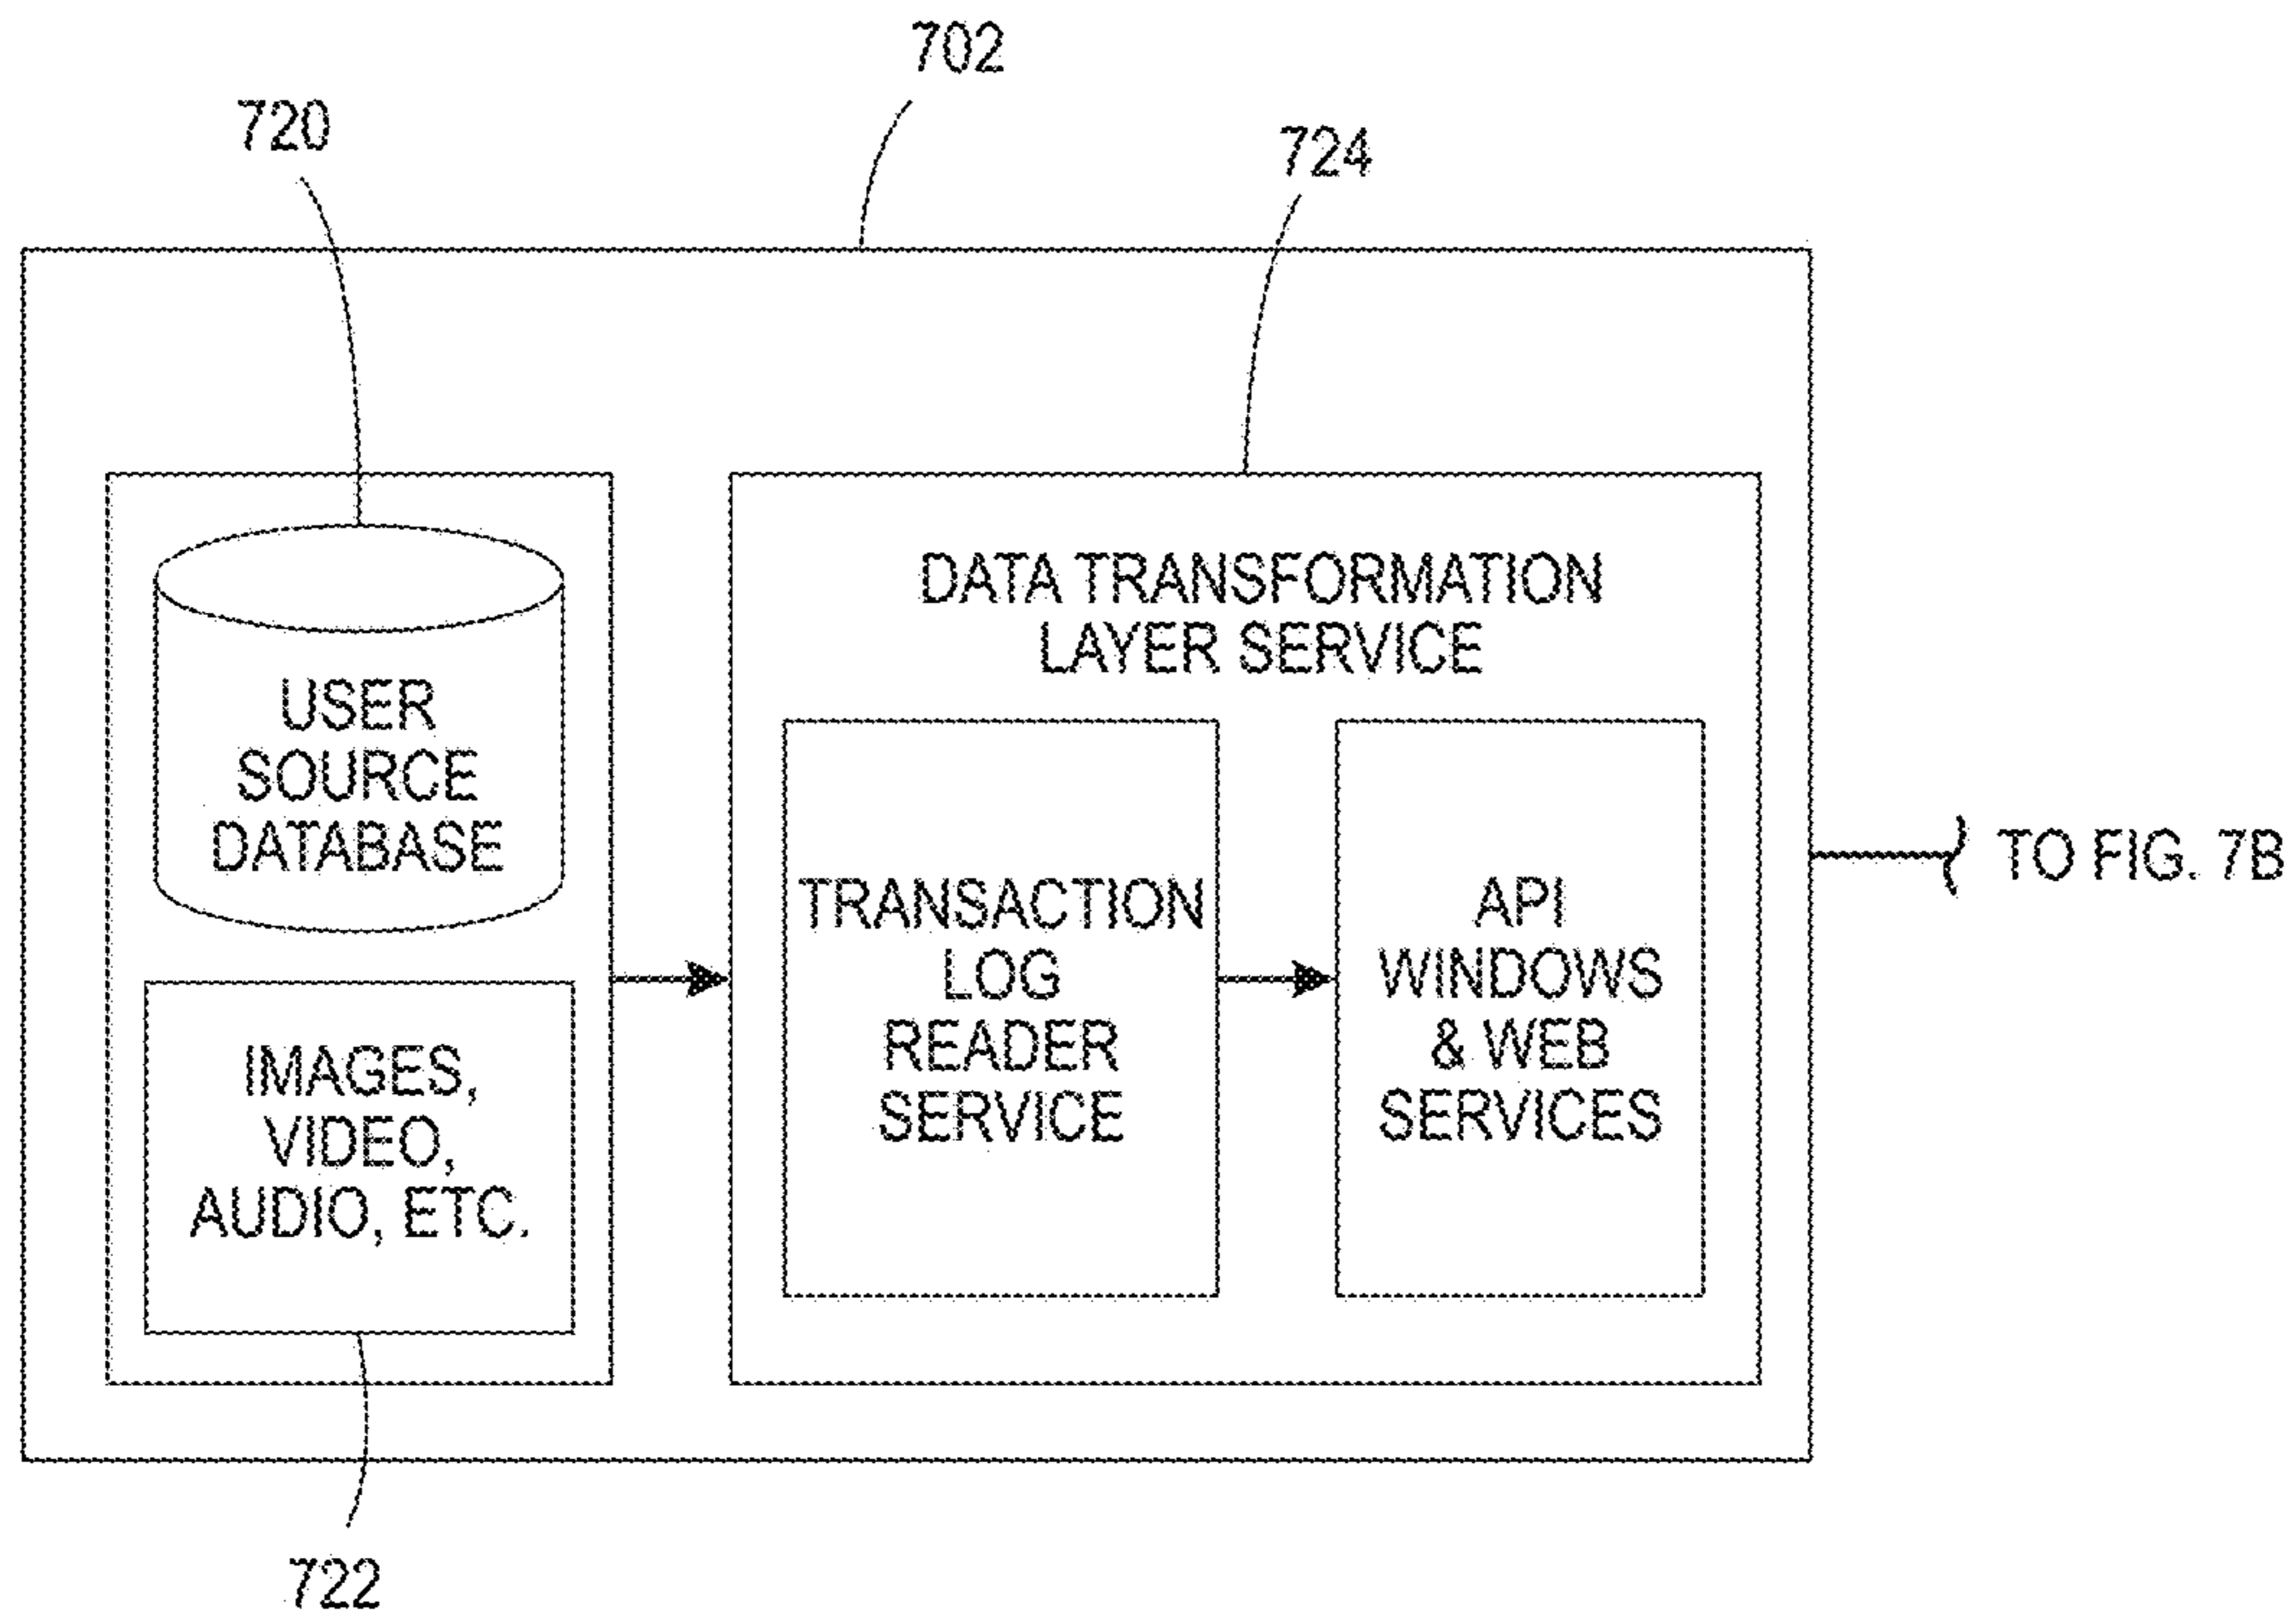 702
720
724
DATA TRANSFORMATION
LAYER SERVICE
USER
SOURCE
DATABASE
TRANSACTION
LOG
READER
SERVICE
API
WINDOWS
& WEB
SERVICES
TO FIG. 7B
IMAGES,
VIDEO,
AUDIO, ETC.
722